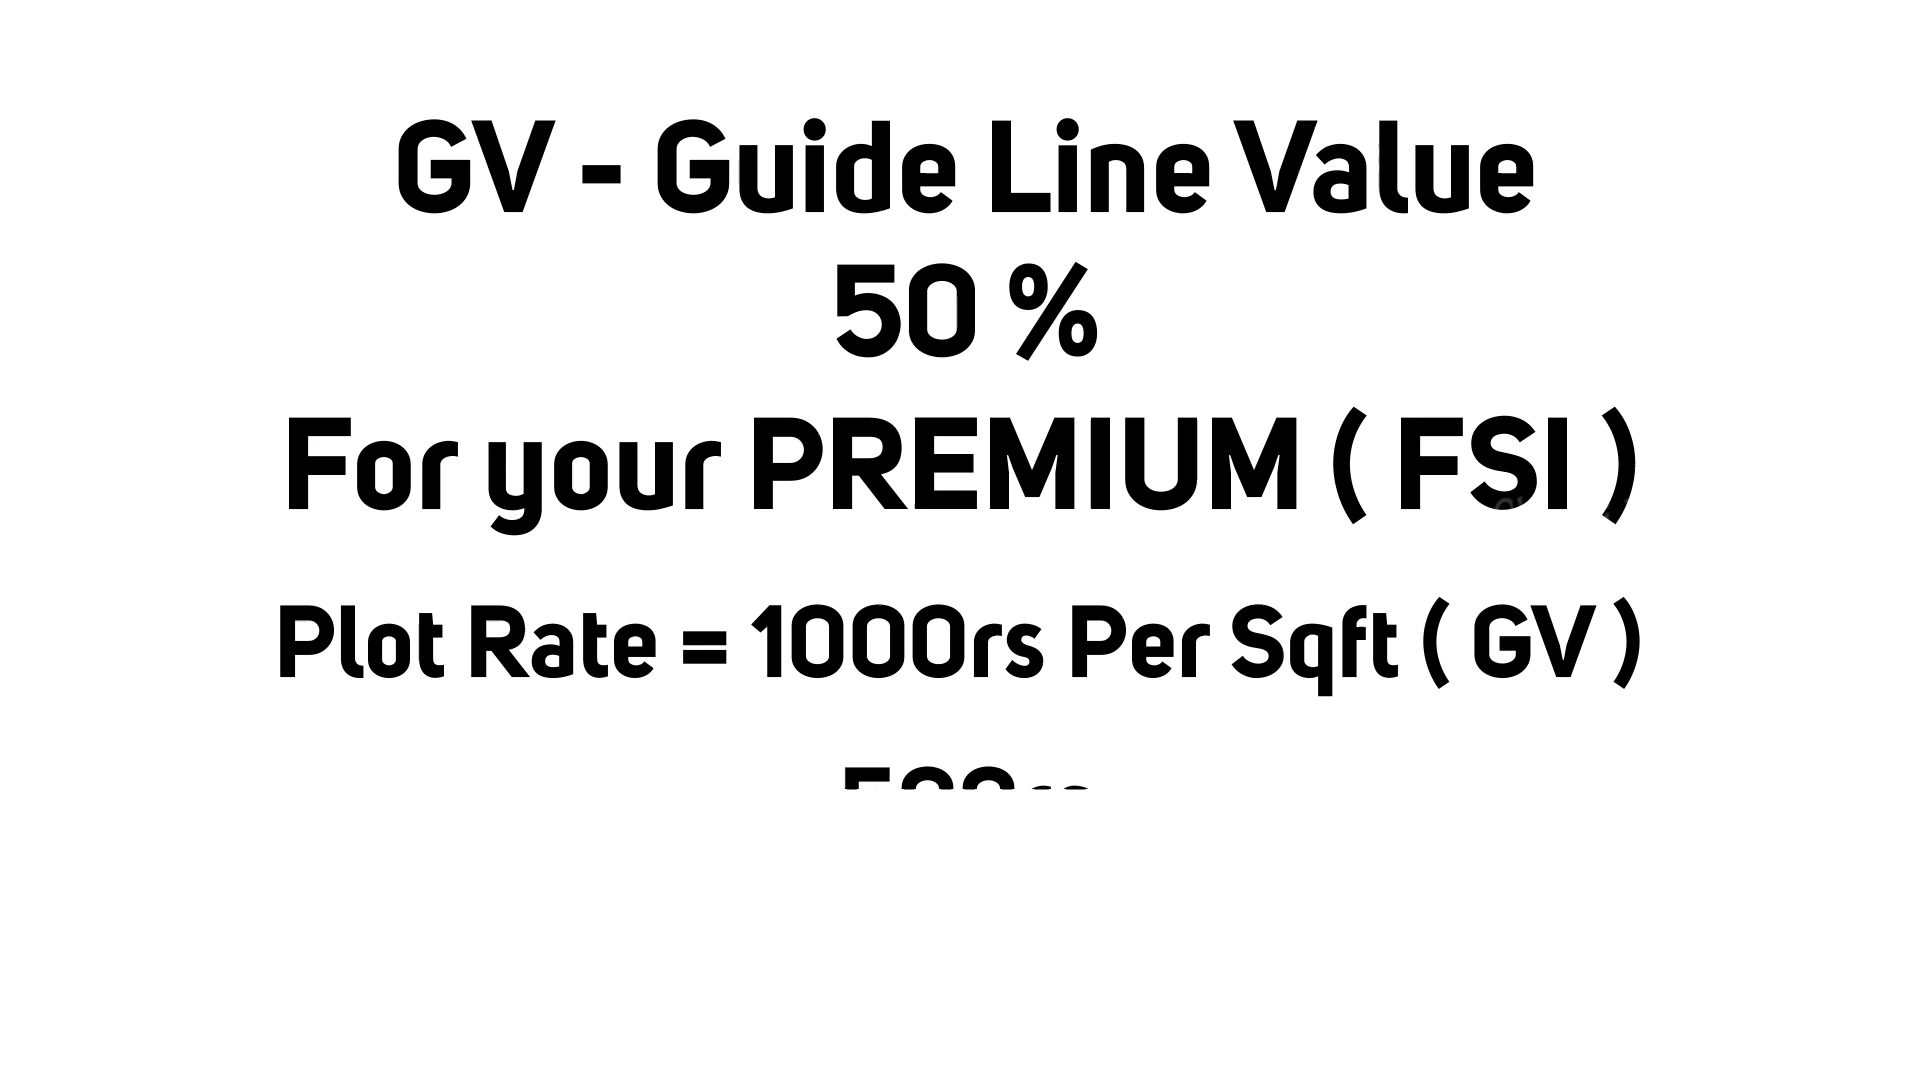 GV - Guide Line Value
50 %
For your PREMIUM ( FSI )
Plot Rate = 1000rs Per Sqft ( GV )